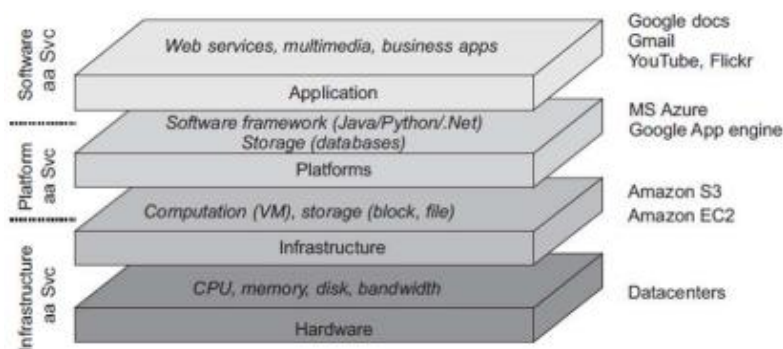 Software
aa Svc
Web services, multimedia, business apps
Application
Google docs
Gmail
YouTube, Flickr
Platform
aa Svc
Software framework (Java/Python/.Net)
Storage (databases)
Platforms
MS Azure
Google App engine
Infrastructure
aa Svc
Computation (VM), storage (block, file)
Infrastructure
Amazon S3
Amazon EC2
CPU, memory, disk, bandwidth
Hardware
Datacenters